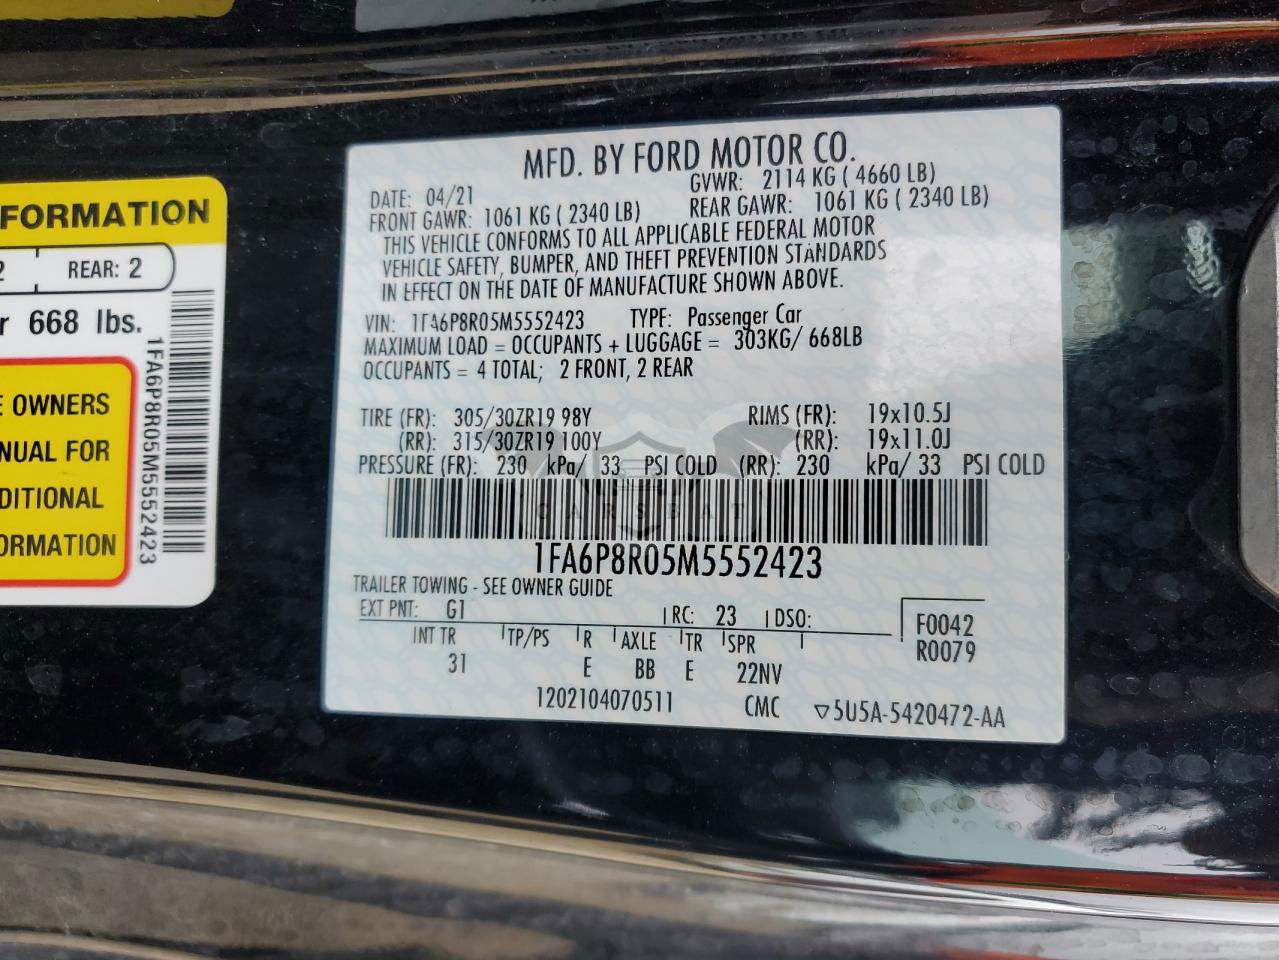 FORMATION
2 REAR: 2
r 668 lbs.
E OWNERS
NUAL FOR
DITIONAL
ORMATION
1FA6P8R05M5552423
MFD. BY FORD MOTOR CO.
DATE: 04/21 GVWR: 2114 KG ( 4660 LB)
FRONT GAWR: 1061 KG ( 2340 LB) REAR GAWR: 1061 KG ( 2340 LB)
THIS VEHICLE CONFORMS TO ALL APPLICABLE FEDERAL MOTOR
VEHICLE SAFETY, BUMPER, AND THEFT PREVENTION STANDARDS
IN EFFECT ON THE DATE OF MANUFACTURE SHOWN ABOVE.
VIN: 1FA6P8R05M5552423 TYPE: Passenger Car
MAXIMUM LOAD = OCCUPANTS + LUGGAGE = 303KG/ 668LB
OCCUPANTS = 4 TOTAL; 2 FRONT, 2 REAR
TIRE (FR): 305/30ZR19 98Y RIMS (FR): 19x10.5J
(RR): 315/30ZR19 100Y (RR): 19x11.0J
PRESSURE (FR): 230 kPa/ 33 PSI COLD (RR): 230 kPa/ 33 PSI COLD
CARSBAT
1FA6P8R05M5552423
TRAILER TOWING - SEE OWNER GUIDE
EXT PNT: G1 RC: 23 DSO: F0042
INT TR TP/PS R AXLE TR SPR R0079
31 E BB E 22NV
1202104070511 CMC ▽5U5A-5420472-AA